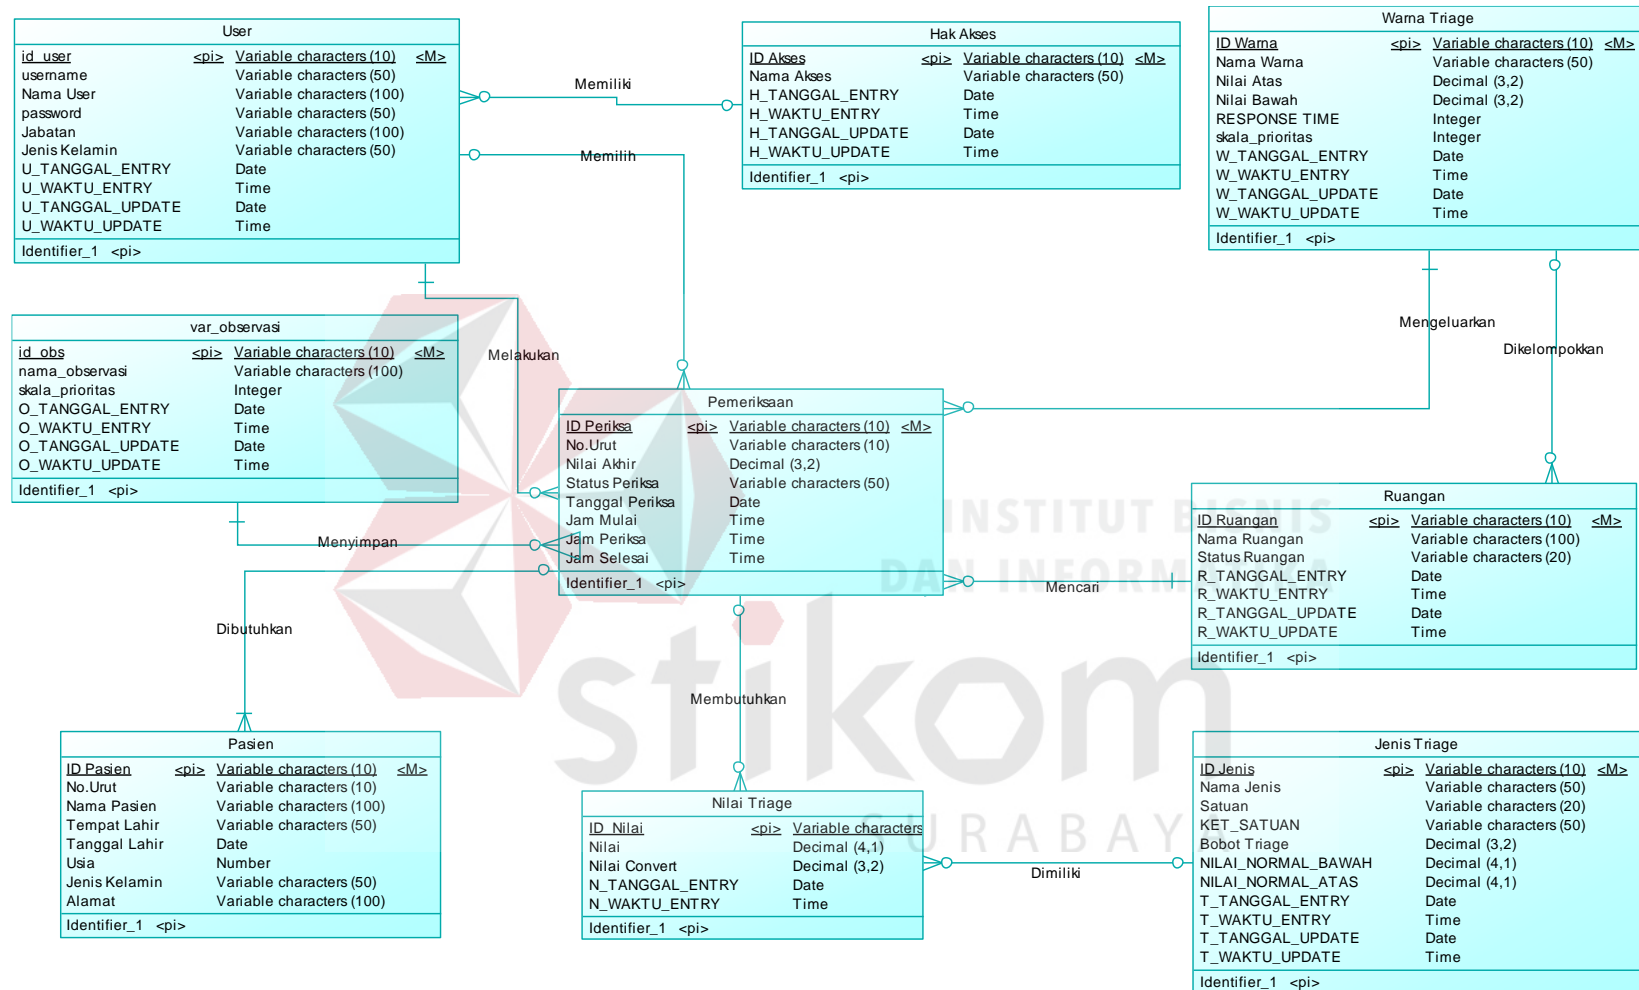 User
id_user <pi> Variable characters (10) <M>
username Variable characters (50)
Nama User Variable characters (100)
password Variable characters (50)
Jabatan Variable characters (100)
Jenis Kelamin Variable characters (50)
U_TANGGAL_ENTRY Date
U_WAKTU_ENTRY Time
U_TANGGAL_UPDATE Date
U_WAKTU_UPDATE Time
Identifier_1 <pi>
Memiliki
Memilih
Hak Akses
ID Akses <pi> Variable characters (10) <M>
Nama Akses Variable characters (50)
H_TANGGAL_ENTRY Date
H_WAKTU_ENTRY Time
H_TANGGAL_UPDATE Date
H_WAKTU_UPDATE Time
Identifier_1 <pi>
Warna Triage
ID Warna <pi> Variable characters (10) <M>
Nama Warna Variable characters (50)
Nilai Atas Decimal (3,2)
Nilai Bawah Decimal (3,2)
RESPONSE TIME Integer
skala_prioritas Integer
W_TANGGAL_ENTRY Date
W_WAKTU_ENTRY Time
W_TANGGAL_UPDATE Date
W_WAKTU_UPDATE Time
Identifier_1 <pi>
Mengeluarkan
Dikelompokkan
var_observasi
id_obs <pi> Variable characters (10) <M>
nama_observasi Variable characters (100)
skala_prioritas Integer
O_TANGGAL_ENTRY Date
O_WAKTU_ENTRY Time
O_TANGGAL_UPDATE Date
O_WAKTU_UPDATE Time
Identifier_1 <pi>
Melakukan
Menyimpan
Pemeriksaan
ID Periksa <pi> Variable characters (10) <M>
No.Urut Variable characters (10)
Nilai Akhir Decimal (3,2)
Status Periksa Variable characters (50)
Tanggal Periksa Date
Jam Mulai Time
Jam Periksa Time
Jam Selesai Time
Identifier_1 <pi>
INSTITUT BISNIS
DAN INFORMATIKA
Mencari
Ruangan
ID Ruangan <pi> Variable characters (10) <M>
Nama Ruangan Variable characters (100)
Status Ruangan Variable characters (20)
R_TANGGAL_ENTRY Date
R_WAKTU_ENTRY Time
R_TANGGAL_UPDATE Date
R_WAKTU_UPDATE Time
Identifier_1 <pi>
Dibutuhkan
Membutuhkan
stikom
SURABAYA
Pasien
ID Pasien <pi> Variable characters (10) <M>
No.Urut Variable characters (10)
Nama Pasien Variable characters (100)
Tempat Lahir Variable characters (50)
Tanggal Lahir Date
Usia Number
Jenis Kelamin Variable characters (50)
Alamat Variable characters (100)
Identifier_1 <pi>
Nilai Triage
ID_Nilai <pi> Variable characters
Nilai Decimal (4,1)
Nilai Convert Decimal (3,2)
N_TANGGAL_ENTRY Date
N_WAKTU_ENTRY Time
Identifier_1 <pi>
Dimiliki
Jenis Triage
ID Jenis <pi> Variable characters (10) <M>
Nama Jenis Variable characters (50)
Satuan Variable characters (20)
KET_SATUAN Variable characters (50)
Bobot Triage Decimal (3,2)
NILAI_NORMAL_BAWAH Decimal (4,1)
NILAI_NORMAL_ATAS Decimal (4,1)
T_TANGGAL_ENTRY Date
T_WAKTU_ENTRY Time
T_TANGGAL_UPDATE Date
T_WAKTU_UPDATE Time
Identifier_1 <pi>